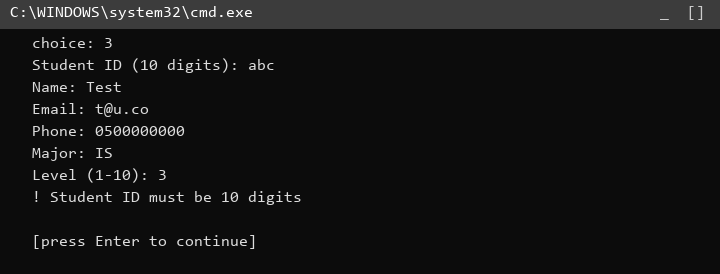 C:\WINDOWS\system32\cmd.exe _ []
choice: 3
Student ID (10 digits): abc
Name: Test
Email: t@u.co
Phone: 0500000000
Major: IS
Level (1-10): 3
! Student ID must be 10 digits
[press Enter to continue]